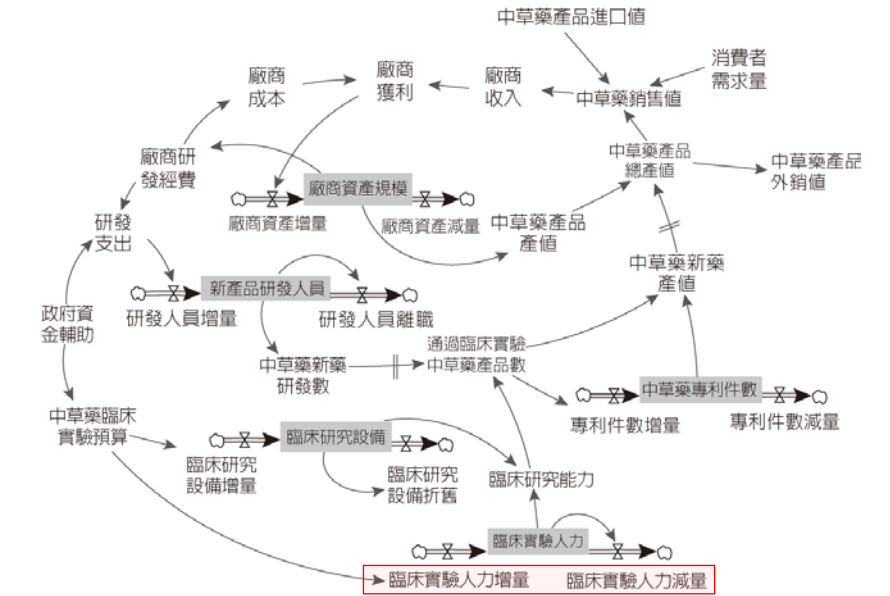 中草藥產品進口值
消費者
需求量
廠商
成本
廠商
獲利
廠商
收入
中草藥銷售值
廠商研
發經費
中草藥產品
總產值
中草藥產品
外銷值
廠商資產規模
廠商資產增量
廠商資產減量
中草藥產品
產值
研發
支出
中草藥新藥
產值
新產品研發人員
研發人員增量
研發人員離職
政府資
金輔助
通過臨床實驗
中草藥產品數
中草藥新藥
研發數
中草藥專利件數
專利件數增量
專利件數減量
中草藥臨床
實驗預算
臨床研究設備
臨床研究
設備增量
臨床研究
設備折舊
臨床研究能力
臨床實驗人力
臨床實驗人力增量
臨床實驗人力減量